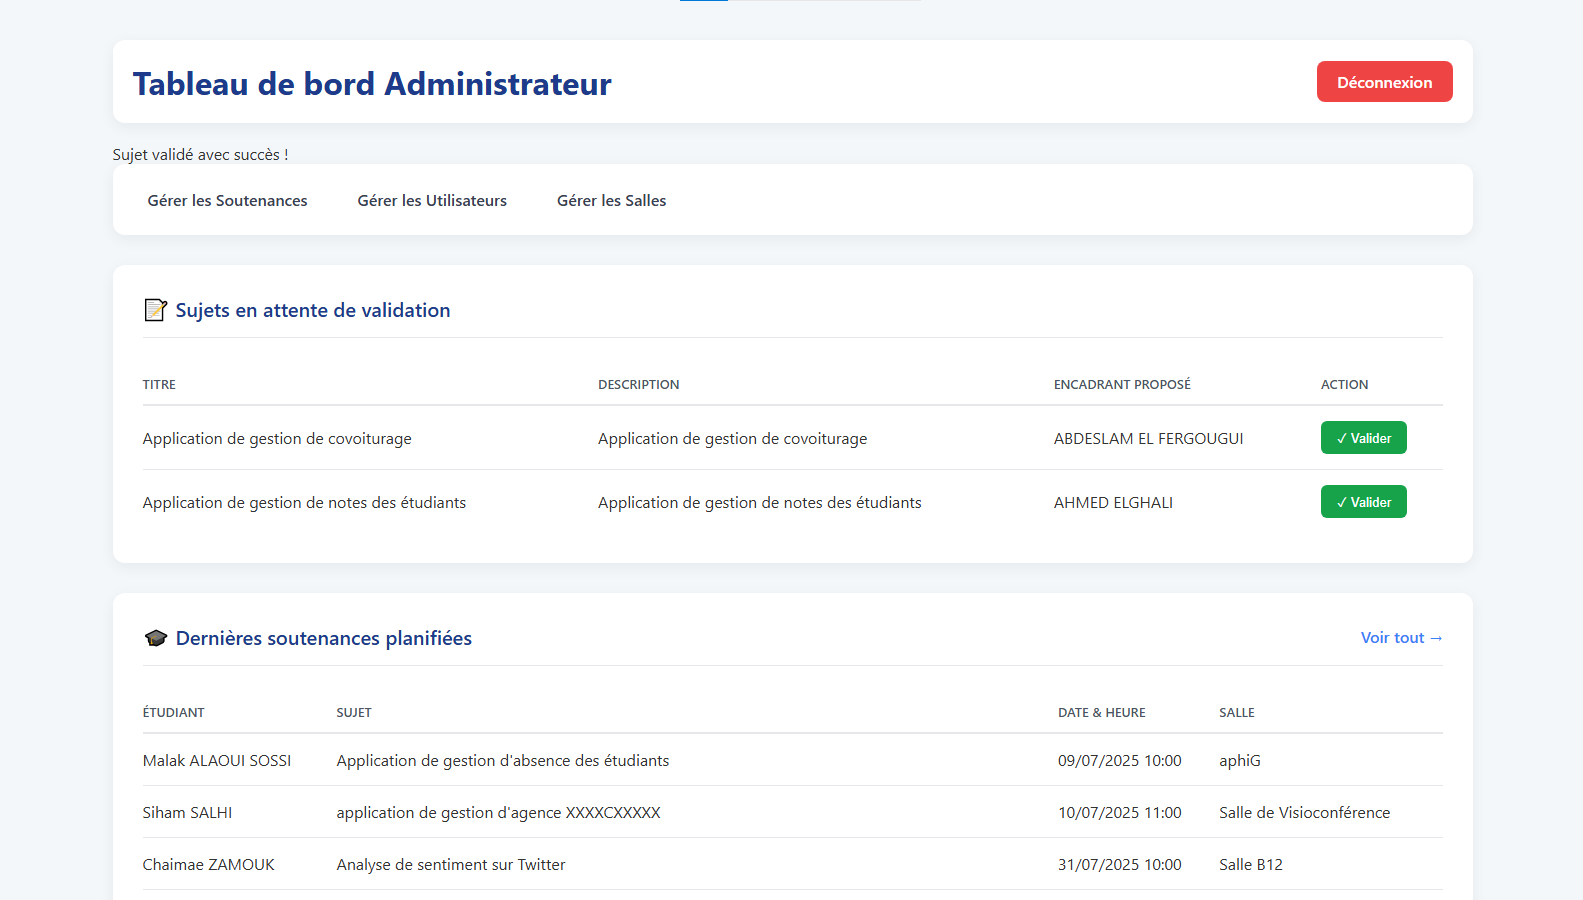 Tableau de bord Administrateur
Déconnexion
Sujet validé avec succès !
Gérer les Soutenances Gérer les Utilisateurs Gérer les Salles
Sujets en attente de validation
TITRE DESCRIPTION ENCADRANT PROPOSÉ ACTION
Application de gestion de covoiturage Application de gestion de covoiturage ABDESLAM EL FERGOUGUI ✓ Valider
Application de gestion de notes des étudiants Application de gestion de notes des étudiants AHMED ELGHALI ✓ Valider
Dernières soutenances planifiées Voir tout →
ÉTUDIANT SUJET DATE & HEURE SALLE
Malak ALAOUI SOSSI Application de gestion d'absence des étudiants 09/07/2025 10:00 aphiG
Siham SALHI application de gestion d'agence XXXXCXXXXX 10/07/2025 11:00 Salle de Visioconférence
Chaimae ZAMOUK Analyse de sentiment sur Twitter 31/07/2025 10:00 Salle B12